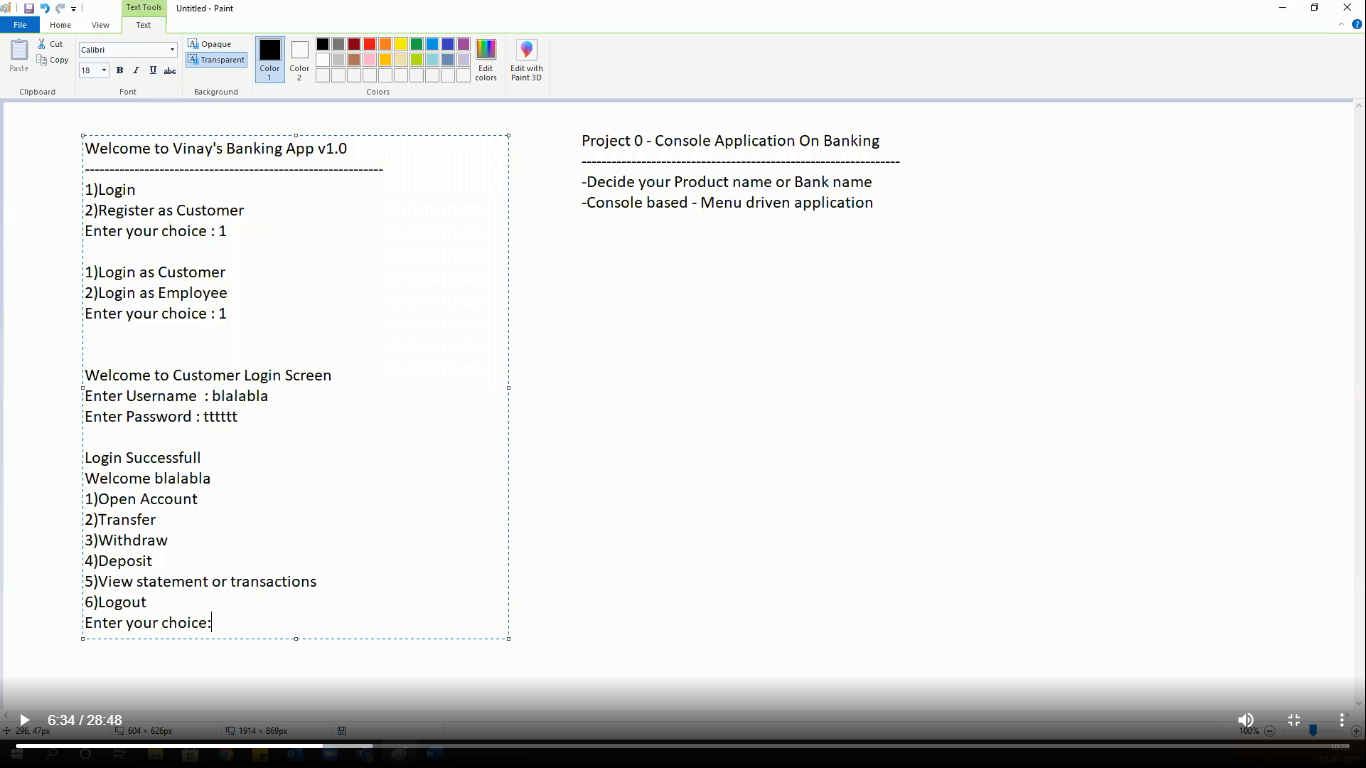 Text Tools
Untitled - Paint
File
Home
View
Text
Paste
Cut
Copy
Clipboard
Calibri
18
B I U abc
Font
Opaque
Transparent
Background
Color 1
Color 2
Colors
Edit colors
Edit with Paint 3D
Welcome to Vinay's Banking App v1.0
-------------------------------------------------------------
1)Login
2)Register as Customer
Enter your choice : 1
1)Login as Customer
2)Login as Employee
Enter your choice : 1
Welcome to Customer Login Screen
Enter Username  : blalabla
Enter Password : tttttt
Login Successfull
Welcome blalabla
1)Open Account
2)Transfer
3)Withdraw
4)Deposit
5)View statement or transactions
6)Logout
Enter your choice:
Project 0 - Console Application On Banking
-----------------------------------------------------------------
-Decide your Product name or Bank name
-Console based - Menu driven application
6:34 / 28:48
296, 47px
604 × 626px
1914 × 869px
100%